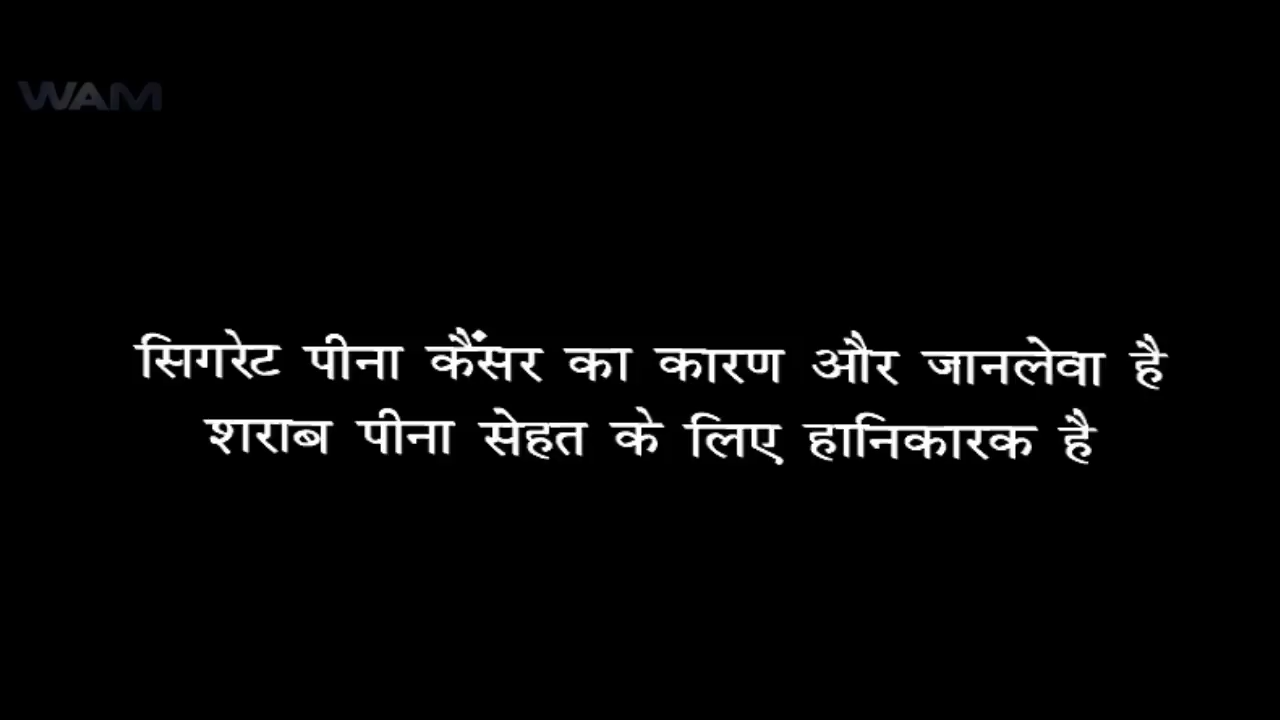 WAM
सिगरेट पीना कैंसर का कारण और जानलेवा है
शराब पीना सेहत के लिए हानिकारक है